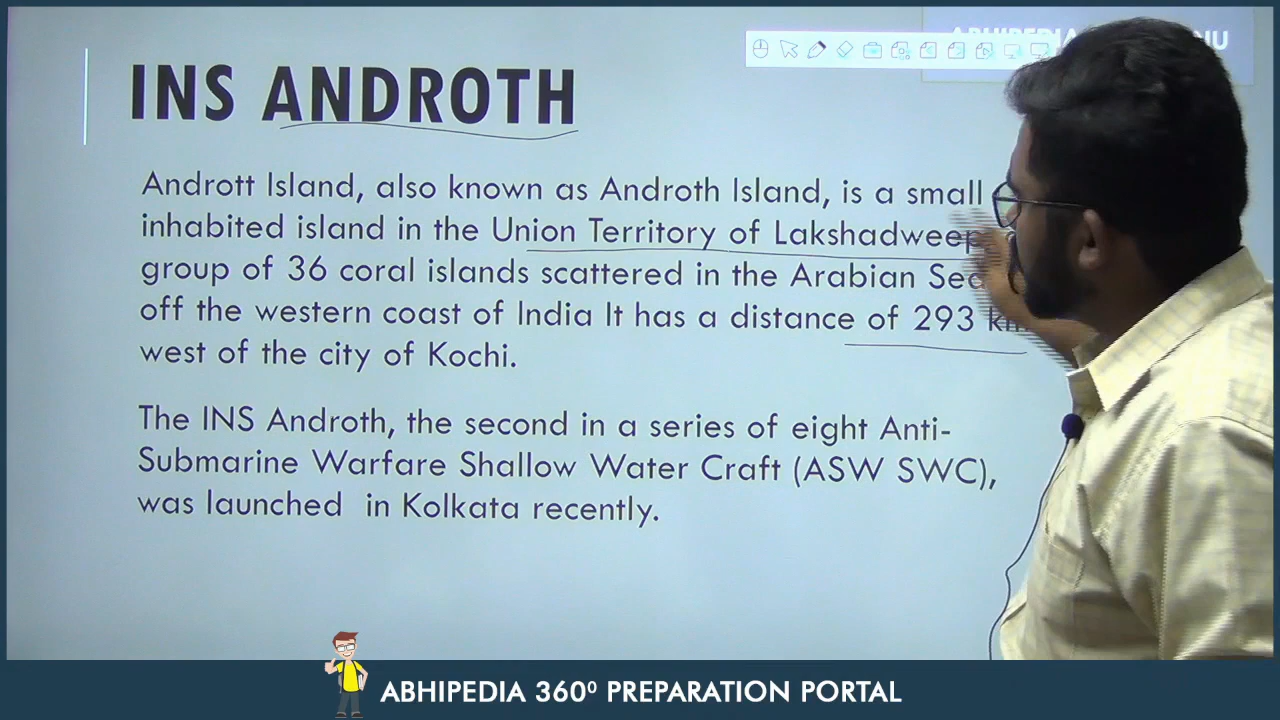 INS ANDROTH
Andrott Island, also known as Androth Island, is a small
inhabited island in the Union Territory of Lakshadweep
group of 36 coral islands scattered in the Arabian Sea
off the western coast of India It has a distance of 293 km
west of the city of Kochi.
The INS Androth, the second in a series of eight Anti-
Submarine Warfare Shallow Water Craft (ASW SWC),
was launched in Kolkata recently.
ABHIPEDIA 360⁰ PREPARATION PORTAL